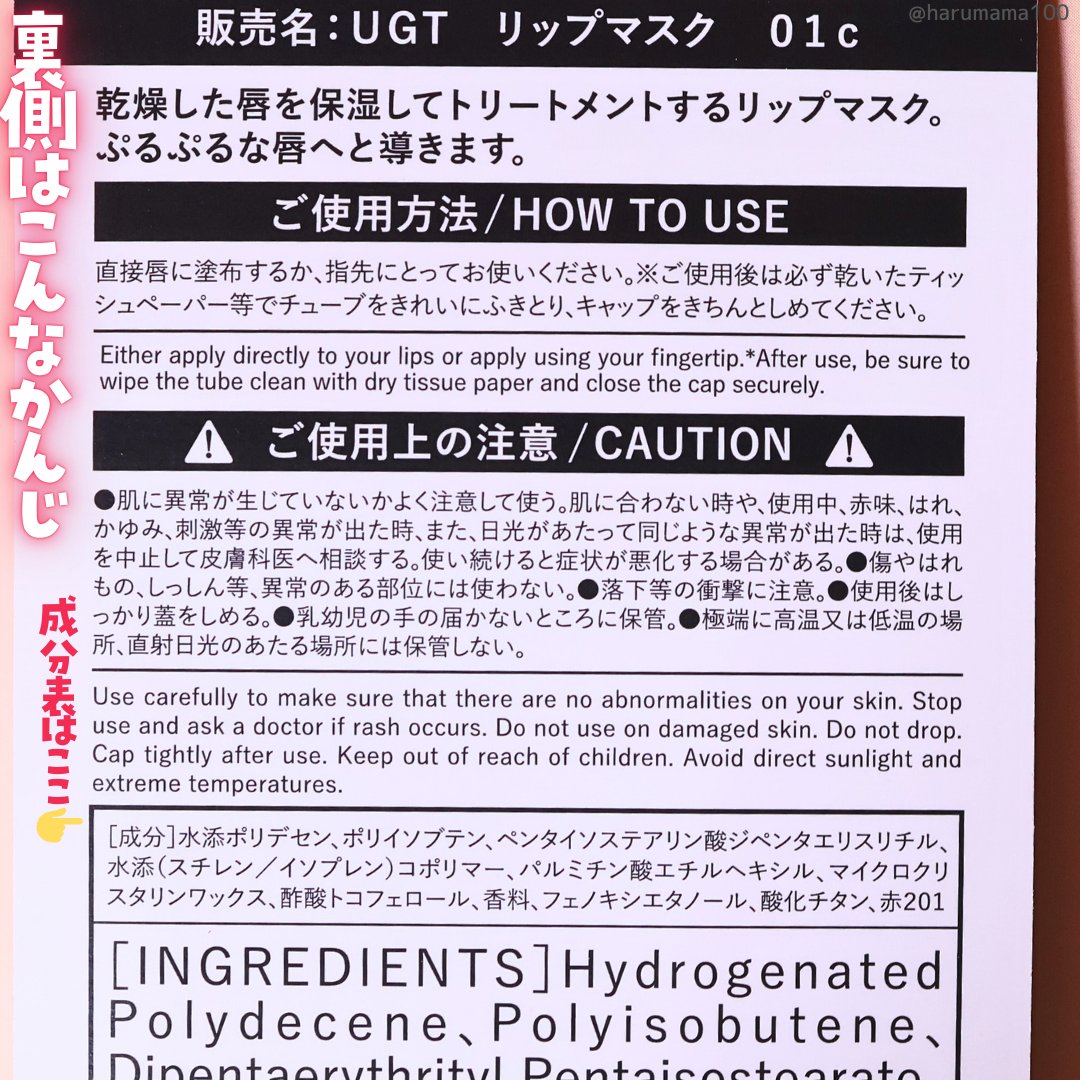 @harumama100
販売名：UGT　リップマスク　01c
裏側はこんなかんじ
乾燥した唇を保湿してトリートメントするリップマスク。
ぷるぷるな唇へと導きます。
ご使用方法/HOW TO USE
直接唇に塗布するか、指先にとってお使いください。※ご使用後は必ず乾いたティッ
シュペーパー等でチューブをきれいにふきとり、キャップをきちんとしめてください。
Either apply directly to your lips or apply using your fingertip.*After use, be sure to
wipe the tube clean with dry tissue paper and close the cap securely.
ご使用上の注意/CAUTION
●肌に異常が生じていないかよく注意して使う。肌に合わない時や、使用中、赤味、はれ、
かゆみ、刺激等の異常が出た時、また、日光があたって同じような異常が出た時は、使用
を中止して皮膚科医へ相談する。使い続けると症状が悪化する場合がある。●傷やはれ
もの、しっしん等、異常のある部位には使わない。●落下等の衝撃に注意。●使用後はし
っかり蓋をしめる。●乳幼児の手の届かないところに保管。●極端に高温又は低温の場
所、直射日光のあたる場所には保管しない。
Use carefully to make sure that there are no abnormalities on your skin. Stop
use and ask a doctor if rash occurs. Do not use on damaged skin. Do not drop.
Cap tightly after use. Keep out of reach of children. Avoid direct sunlight and
extreme temperatures.
成分表はここ
[成分]水添ポリデセン、ポリイソブテン、ペンタイソステアリン酸ジペンタエリスリチル、
水添(スチレン／イソプレン)コポリマー、パルミチン酸エチルヘキシル、マイクロクリ
スタリンワックス、酢酸トコフェロール、香料、フェノキシエタノール、酸化チタン、赤201
[INGREDIENTS]Hydrogenated
Polydecene、Polyisobutene、
Dipentaerythrityl Pentaisostearate、